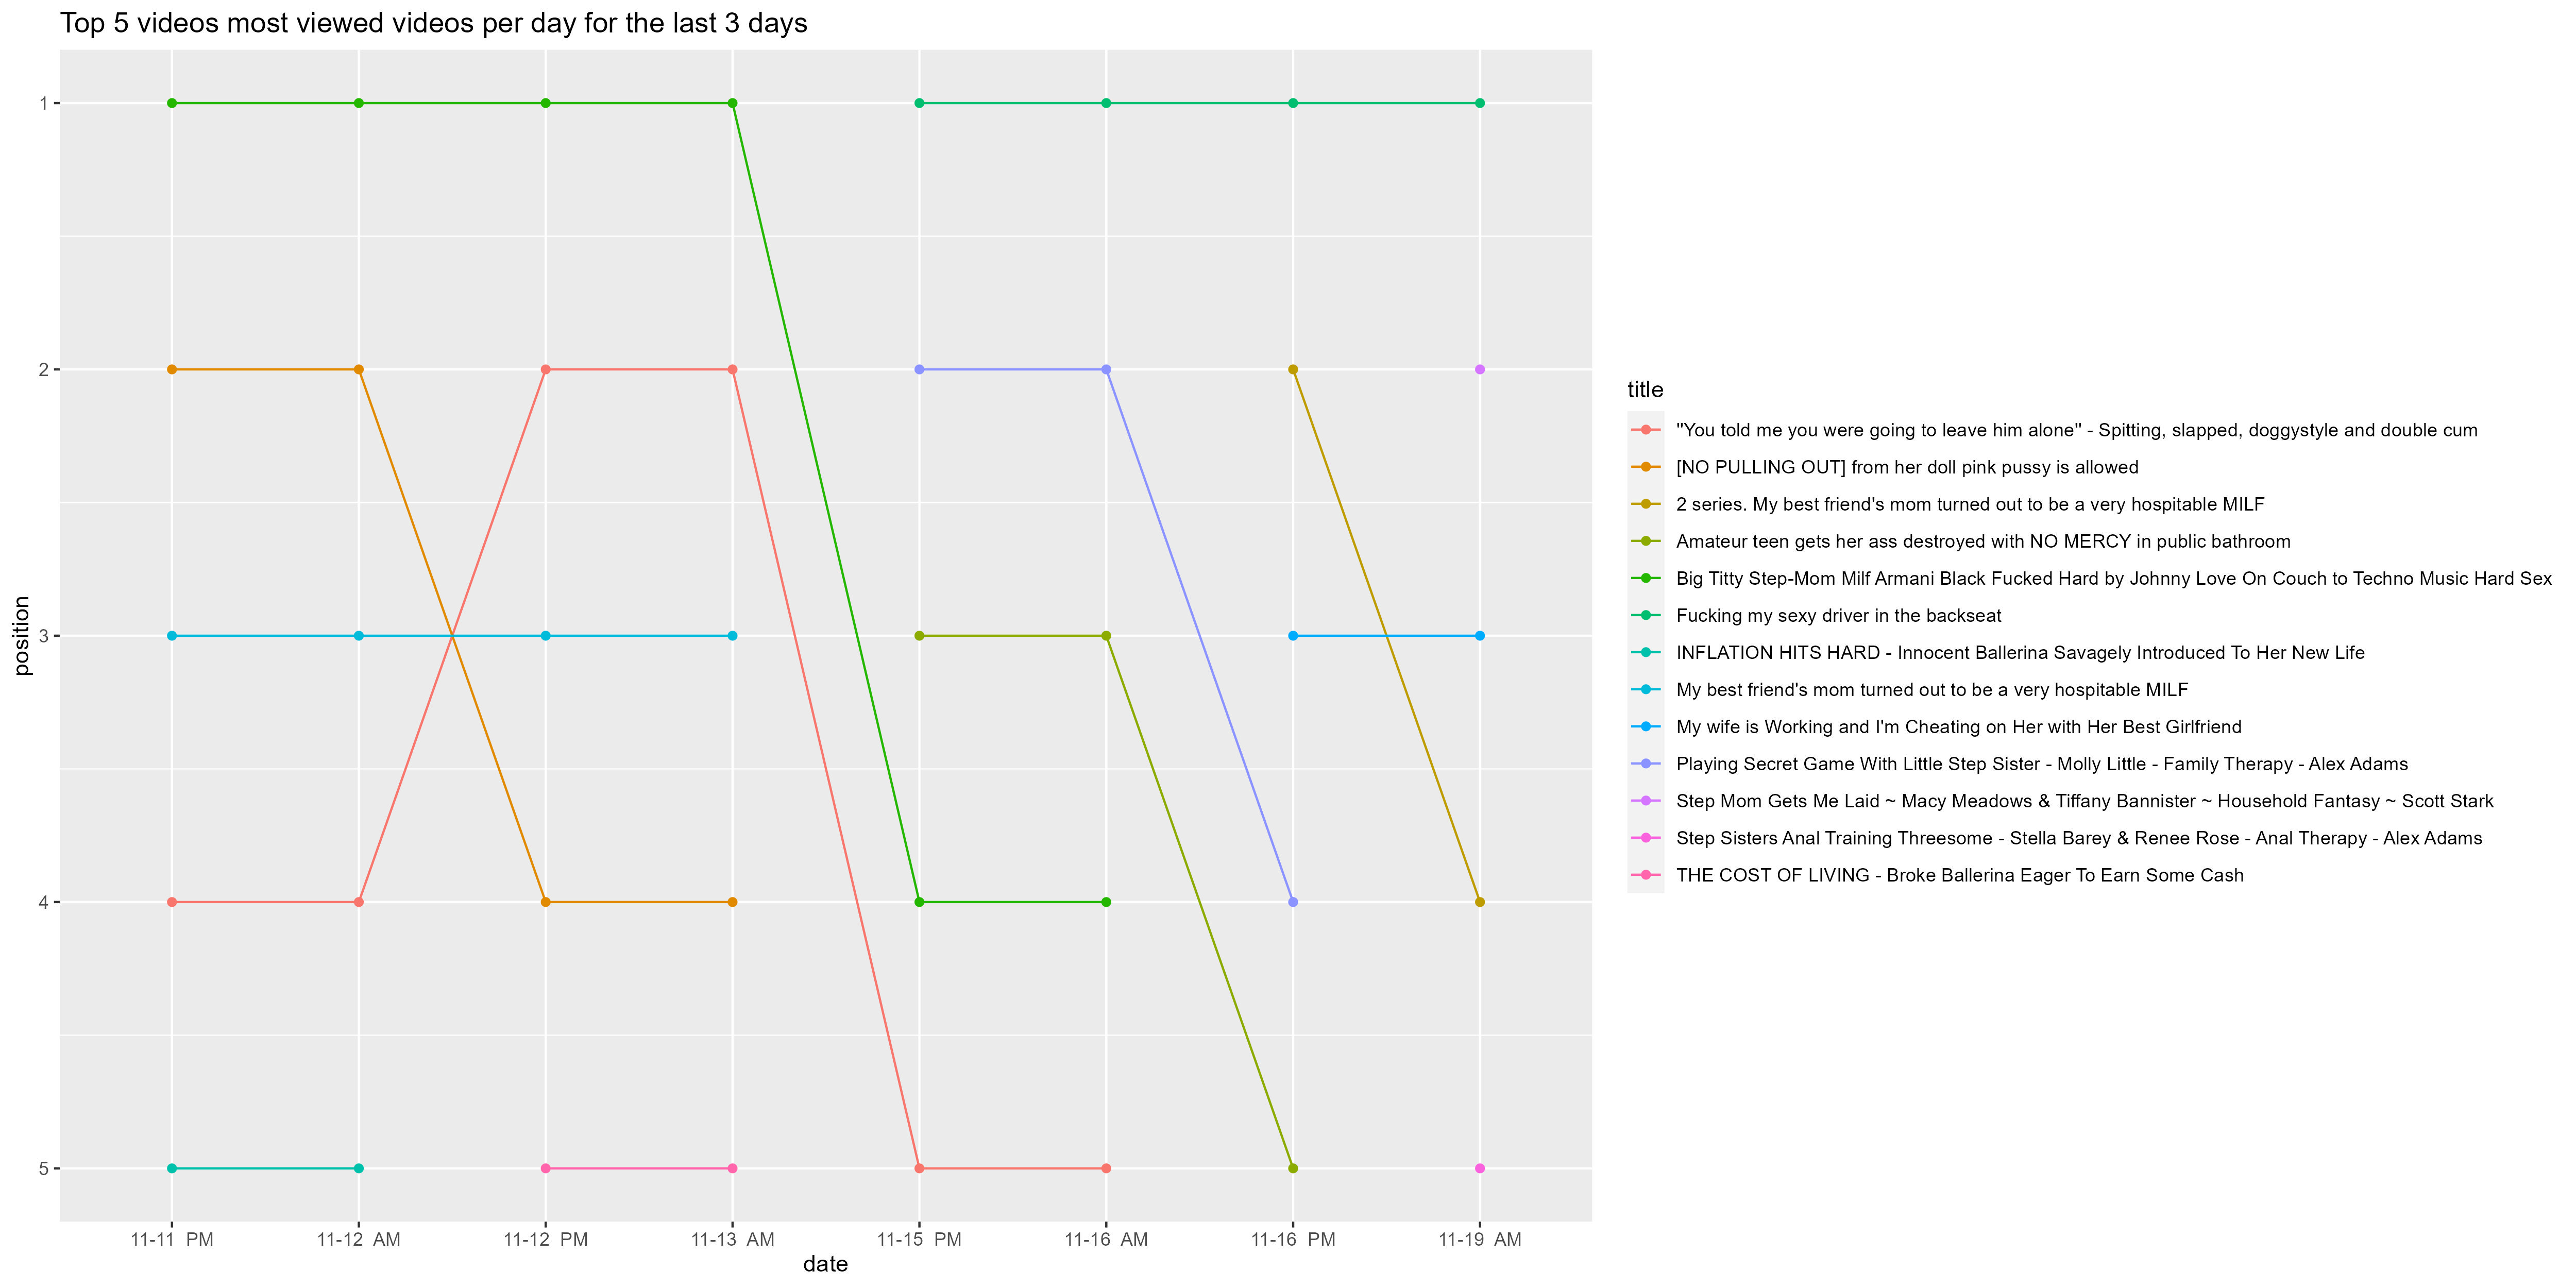 Top 5 videos most viewed videos per day for the last 3 days
1
2
3
4
5
position
11-11 PM
11-12 AM
11-12 PM
11-13 AM
11-15 PM
11-16 AM
11-16 PM
11-19 AM
date
title
"You told me you were going to leave him alone" - Spitting, slapped, doggystyle and double cum
[NO PULLING OUT] from her doll pink pussy is allowed
2 series. My best friend's mom turned out to be a very hospitable MILF
Amateur teen gets her ass destroyed with NO MERCY in public bathroom
Big Titty Step-Mom Milf Armani Black Fucked Hard by Johnny Love On Couch to Techno Music Hard Sex
Fucking my sexy driver in the backseat
INFLATION HITS HARD - Innocent Ballerina Savagely Introduced To Her New Life
My best friend's mom turned out to be a very hospitable MILF
My wife is Working and I'm Cheating on Her with Her Best Girlfriend
Playing Secret Game With Little Step Sister - Molly Little - Family Therapy - Alex Adams
Step Mom Gets Me Laid ~ Macy Meadows & Tiffany Bannister ~ Household Fantasy ~ Scott Stark
Step Sisters Anal Training Threesome - Stella Barey & Renee Rose - Anal Therapy - Alex Adams
THE COST OF LIVING - Broke Ballerina Eager To Earn Some Cash